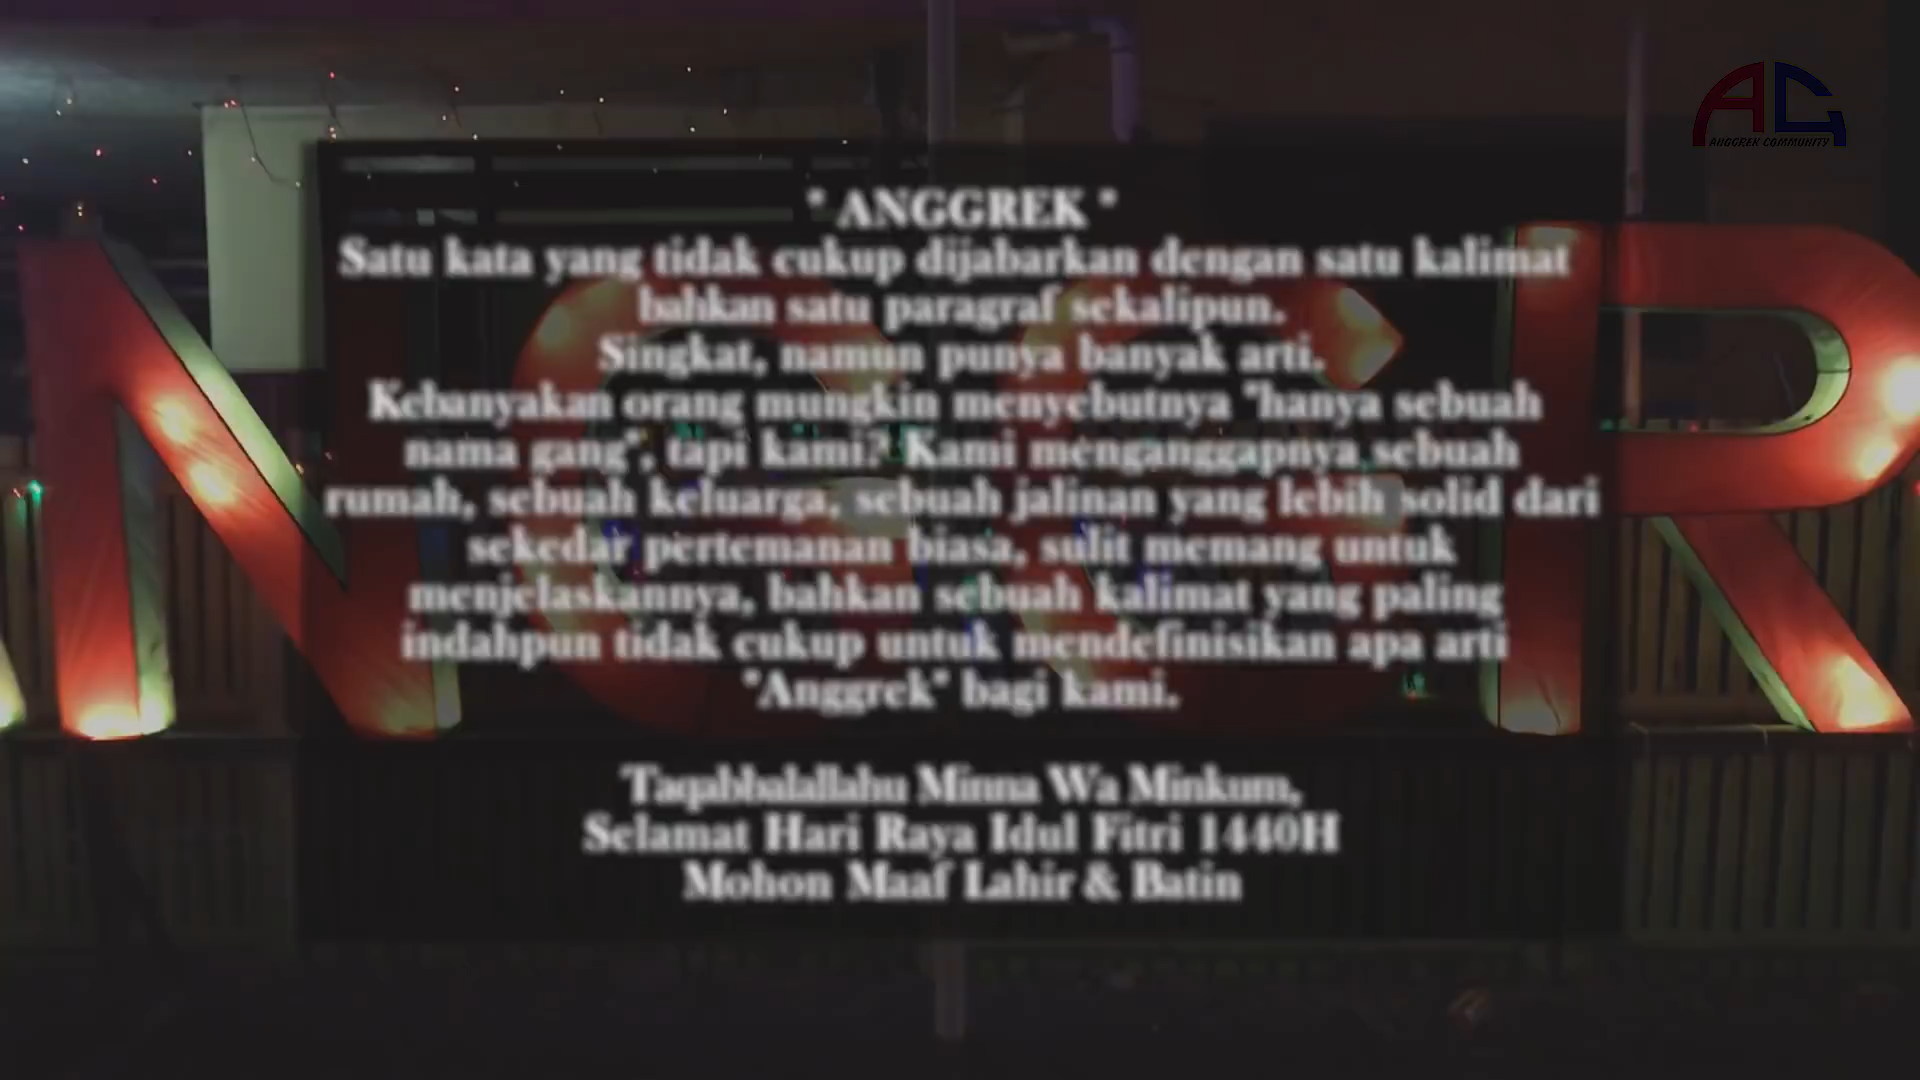 AG
ANGGREK COMMUNITY
" ANGGREK "
Satu kata yang tidak cukup dijabarkan dengan satu kalimat
bahkan satu paragraf sekalipun.
Singkat, namun punya banyak arti.
Kebanyakan orang mungkin menyebutnya "hanya sebuah
nama gang", tapi kami? Kami menganggapnya sebuah
rumah, sebuah keluarga, sebuah jalinan yang lebih solid dari
sekedar pertemanan biasa, sulit memang untuk
menjelaskannya, bahkan sebuah kalimat yang paling
indahpun tidak cukup untuk mendefinisikan apa arti
"Anggrek" bagi kami.
Taqabbalallahu Minna Wa Minkum,
Selamat Hari Raya Idul Fitri 1440H
Mohon Maaf Lahir & Batin
NGGR